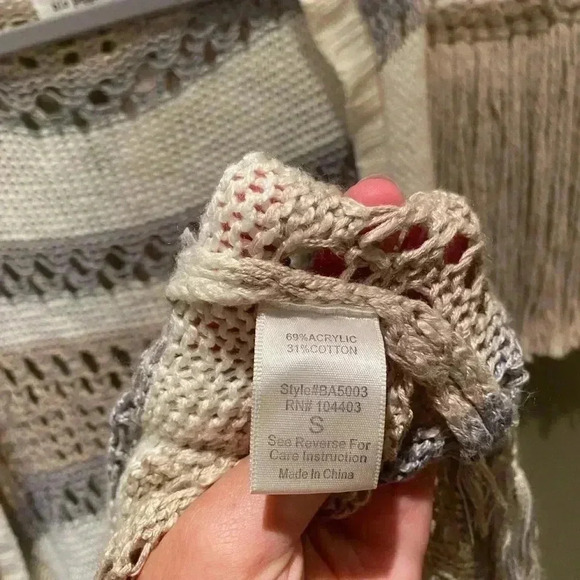 69%ACRYLIC
31%COTTON
Style#BA5003
RN# 104403
S
See Reverse For
Care Instruction
Made In China